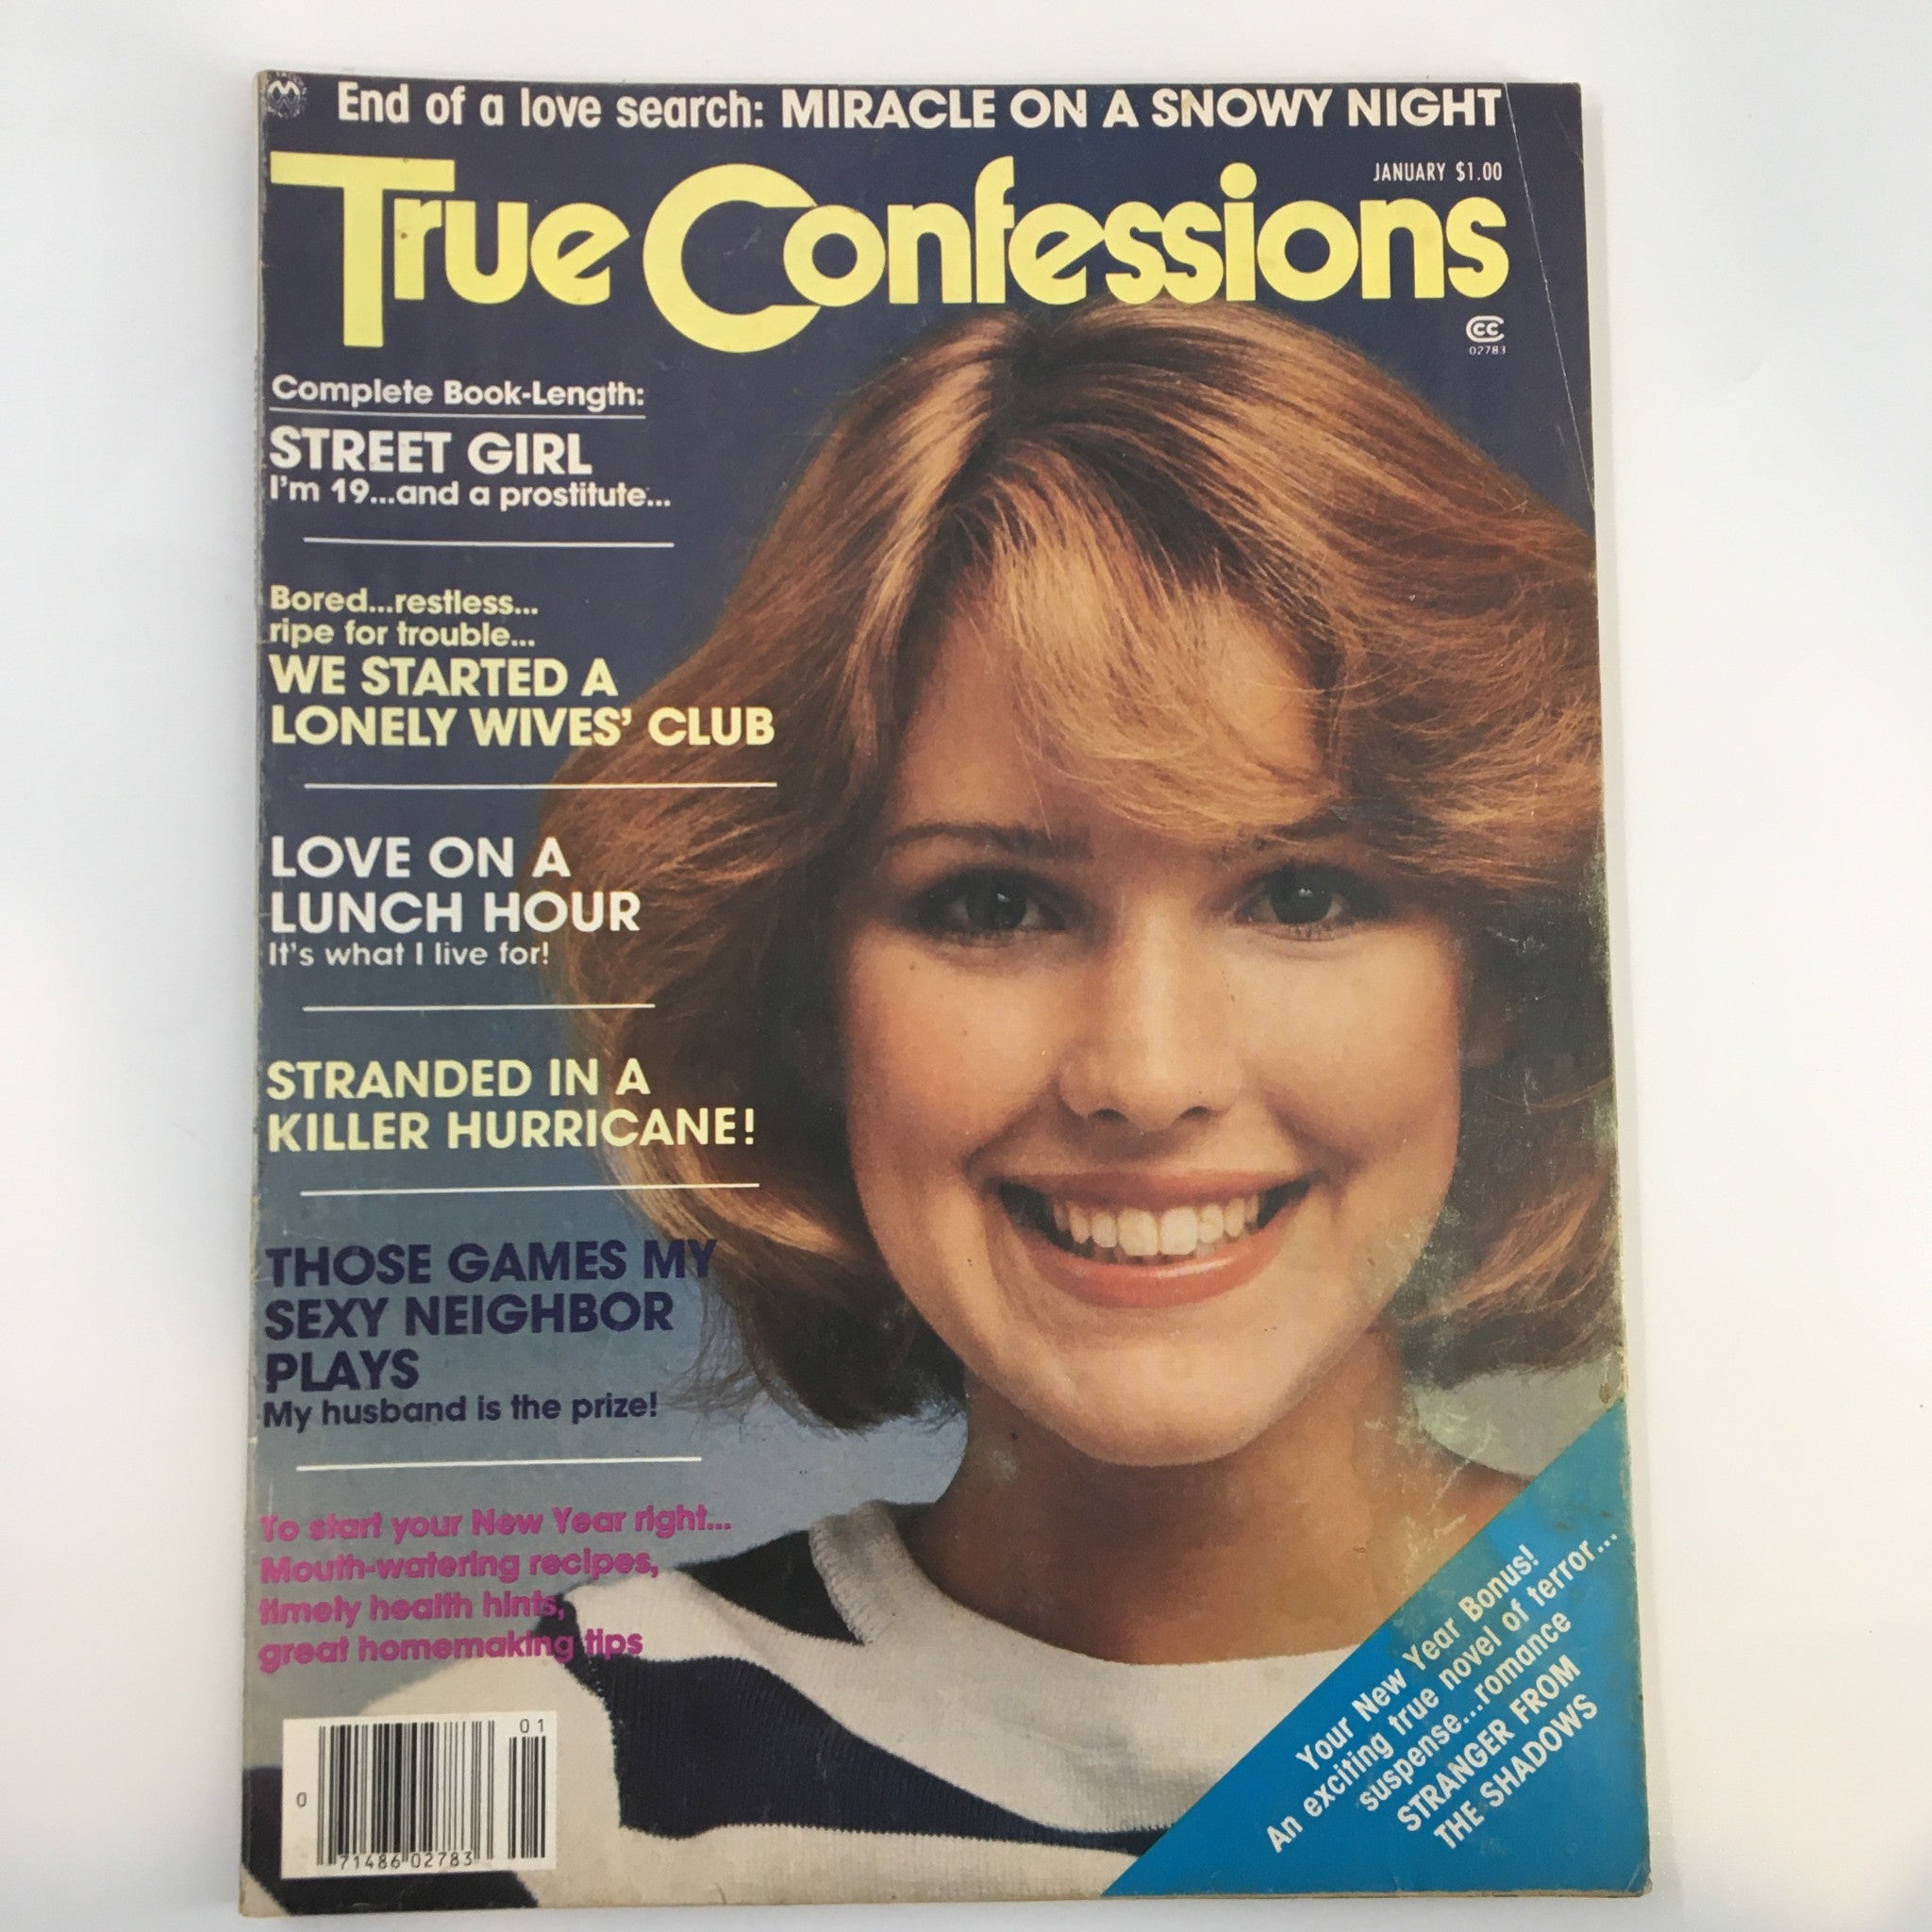 End of a love search: MIRACLE ON A SNOWY NIGHT
JANUARY $1.00
True Confessions
CC
02783
Complete Book-Length:
STREET GIRL
I'm 19...and a prostitute...
Bored...restless...
ripe for trouble...
WE STARTED A
LONELY WIVES' CLUB
LOVE ON A
LUNCH HOUR
It's what I live for!
STRANDED IN A
KILLER HURRICANE!
THOSE GAMES MY
SEXY NEIGHBOR
PLAYS
My husband is the prize!
To start your New Year right...
Mouth-watering recipes,
timely health hints,
great homemaking tips
Your New Year Bonus!
An exciting true novel of terror...
suspense...romance
STRANGER FROM
THE SHADOWS
01
0
71486 02783